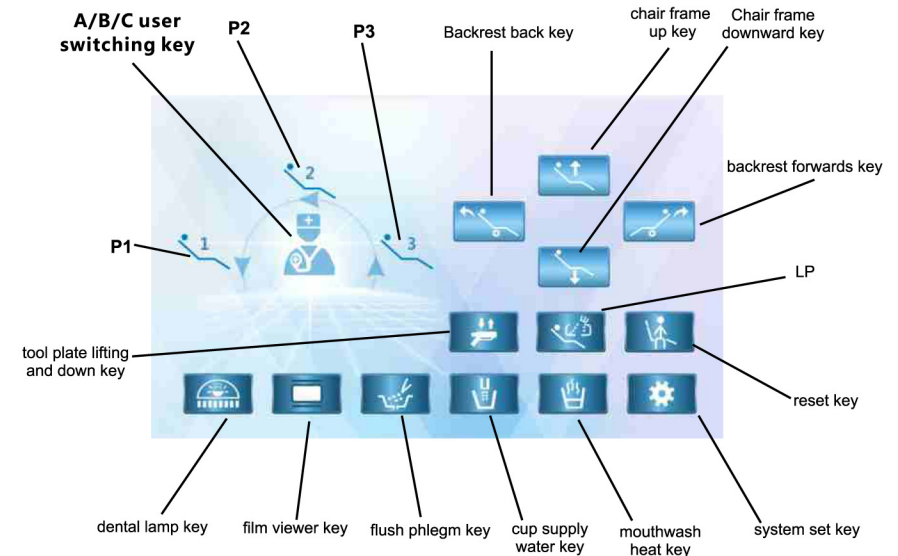 A/B/C user
switching key
P2
P3
Backrest back key
chair frame
up key
Chair frame
downward key
backrest forwards key
2
P1
1
3
LP
tool plate lifting
and down key
reset key
dental lamp key
film viewer key
flush phlegm key
cup supply
water key
mouthwash
heat key
system set key